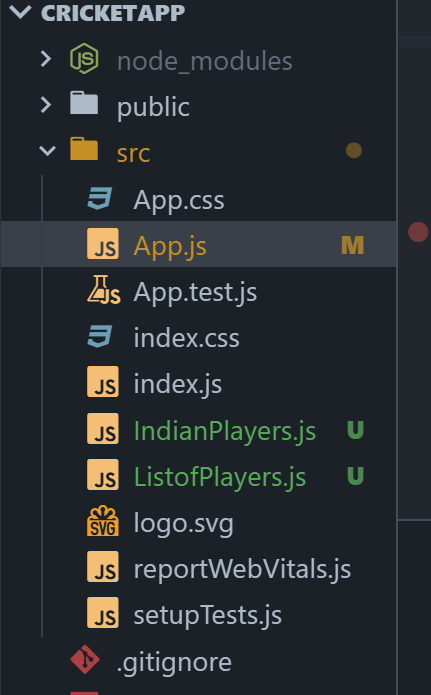 CRICKETAPP
JS node_modules
public
src
App.css
JS App.js M
JS App.test.js
index.css
JS index.js
JS IndianPlayers.js U
JS ListofPlayers.js U
SVG logo.svg
JS reportWebVitals.js
JS setupTests.js
.gitignore